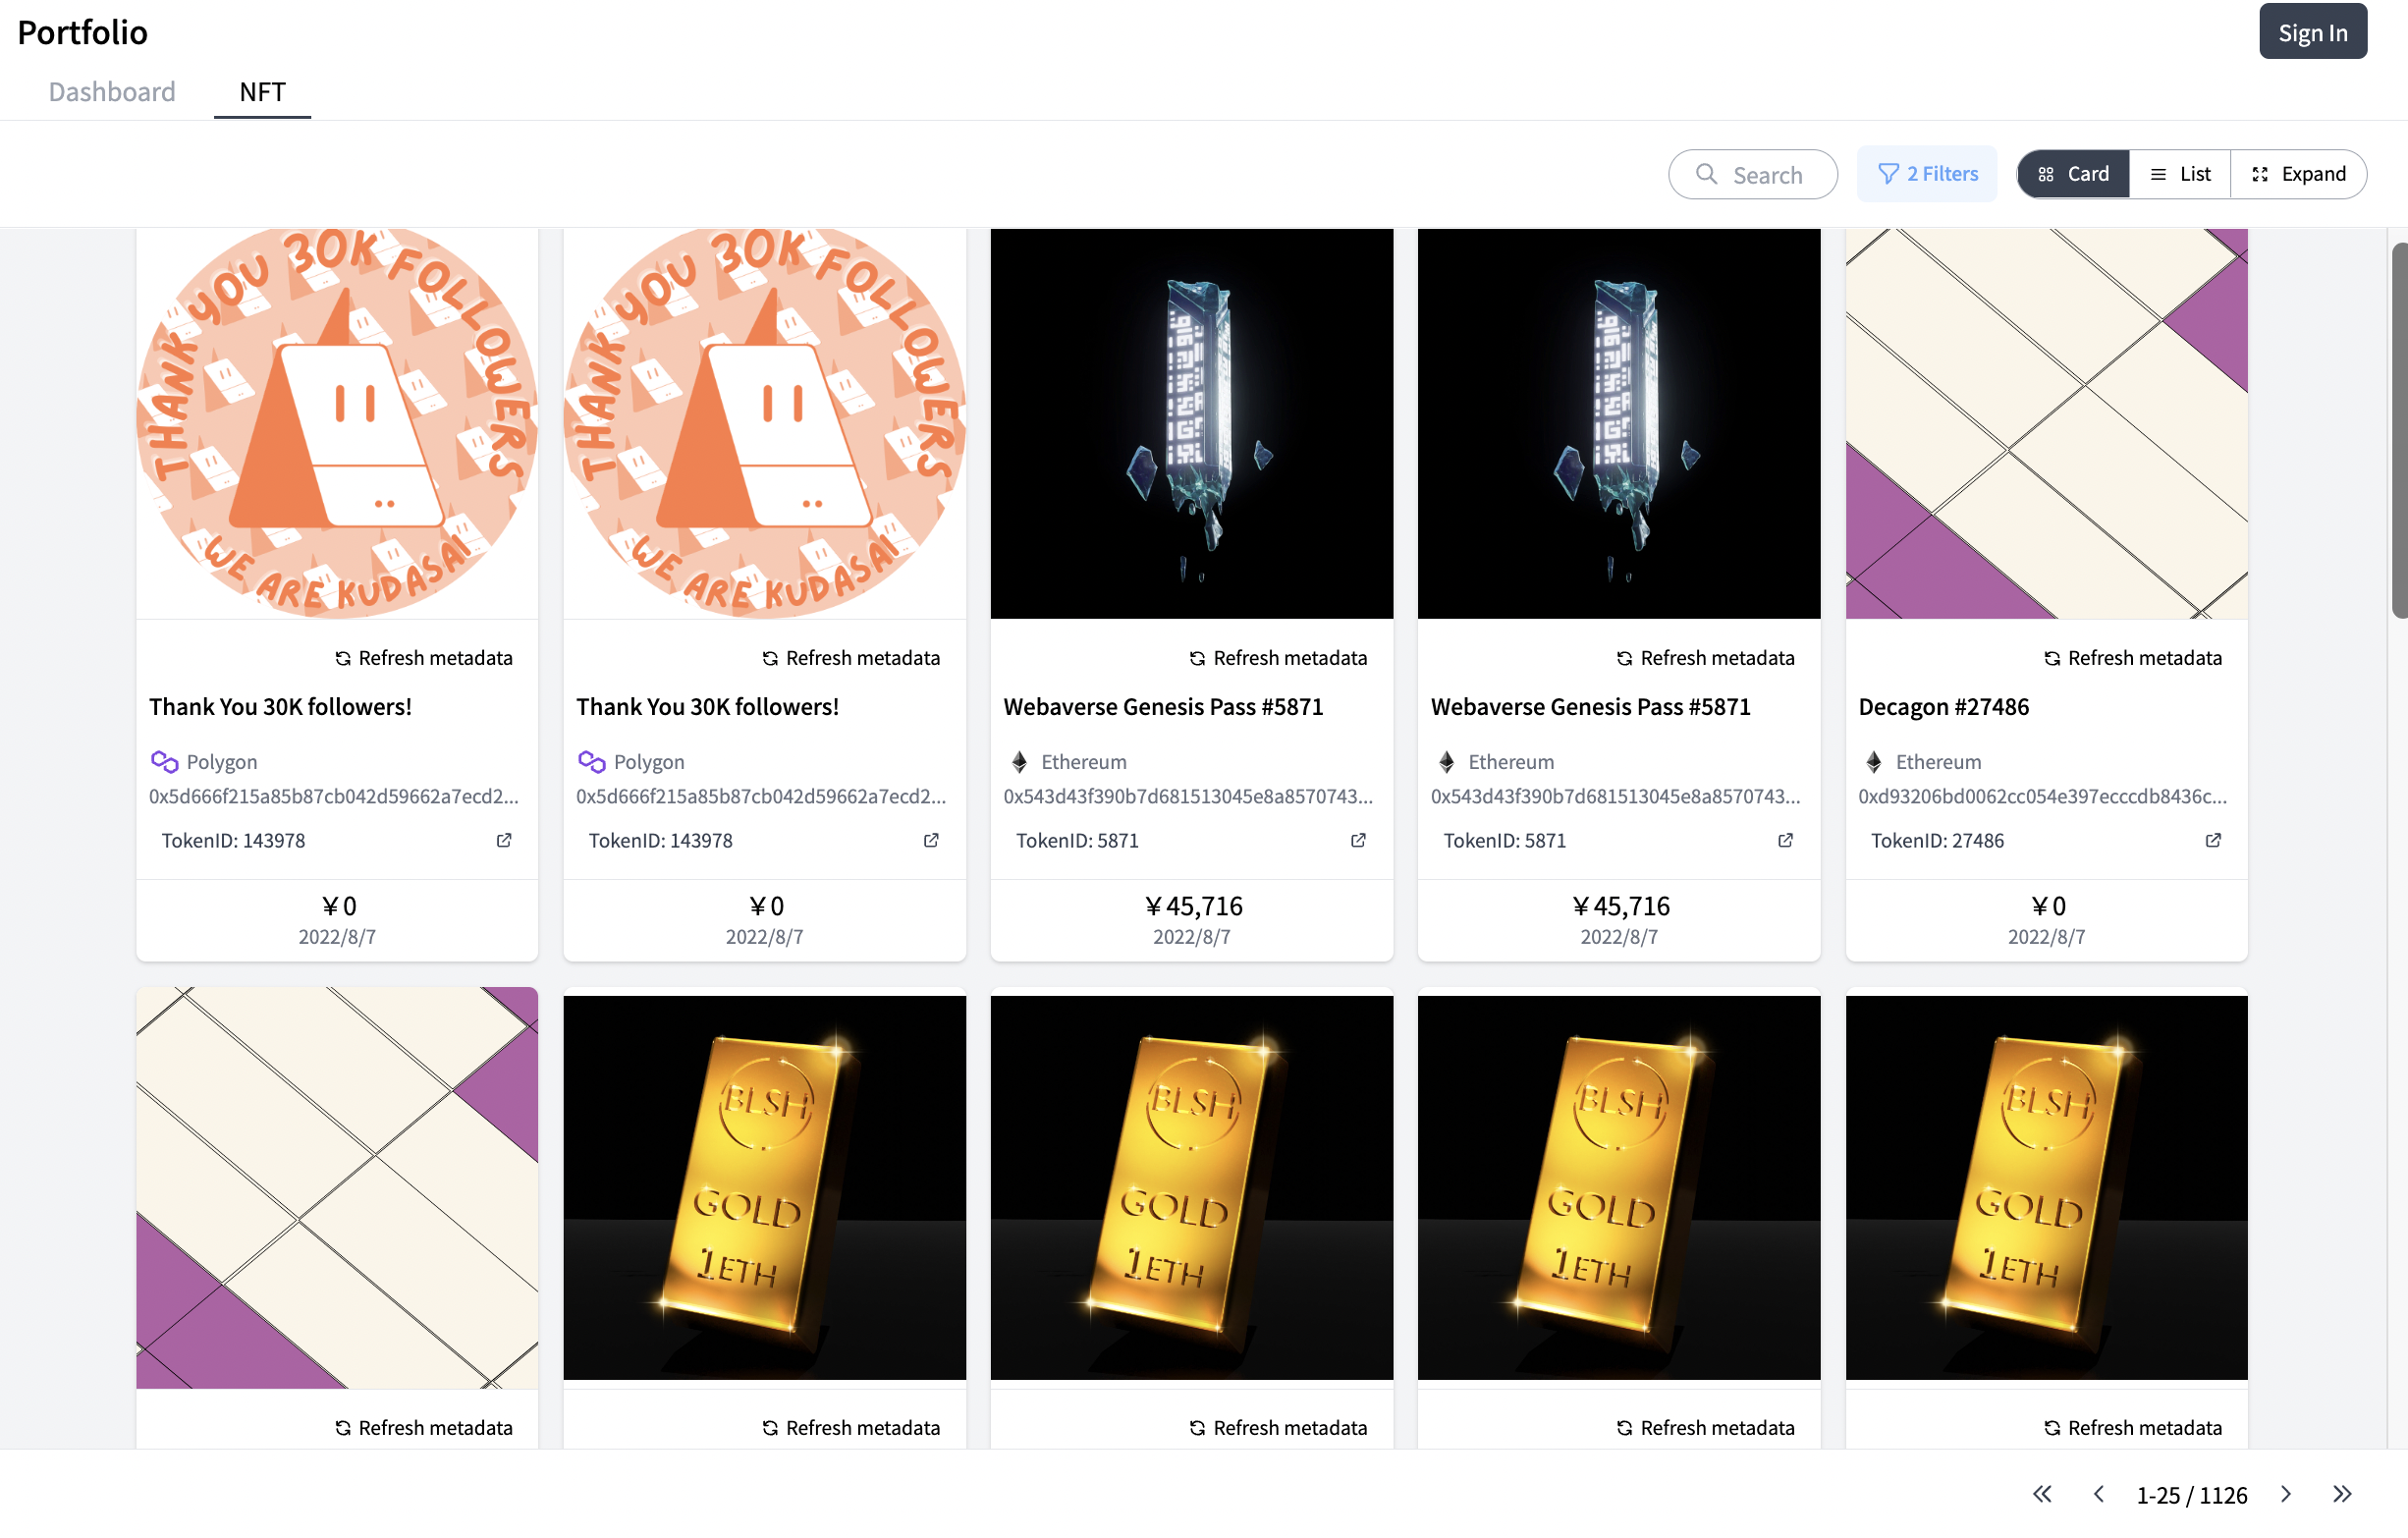 Portfolio
Sign In
Dashboard
NFT
Search
2 Filters
Card
List
Expand
THANK YOU 30K FOLLOWERS
WE ARE KUDASAI
THANK YOU 30K FOLLOWERS
WE ARE KUDASAI
Refresh metadata
Refresh metadata
Refresh metadata
Refresh metadata
Refresh metadata
Thank You 30K followers!
Thank You 30K followers!
Webaverse Genesis Pass #5871
Webaverse Genesis Pass #5871
Decagon #27486
Polygon
Polygon
Ethereum
Ethereum
Ethereum
0x5d666f215a85b87cb042d59662a7ecd2...
0x5d666f215a85b87cb042d59662a7ecd2...
0x543d43f390b7d681513045e8a8570743...
0x543d43f390b7d681513045e8a8570743...
0xd93206bd0062cc054e397ecccdb8436c...
TokenID: 143978
TokenID: 143978
TokenID: 5871
TokenID: 5871
TokenID: 27486
¥0
¥0
¥45,716
¥45,716
¥0
2022/8/7
2022/8/7
2022/8/7
2022/8/7
2022/8/7
BLSH
GOLD
1ETH
BLSH
GOLD
1ETH
BLSH
GOLD
1ETH
BLSH
GOLD
1ETH
Refresh metadata
Refresh metadata
Refresh metadata
Refresh metadata
Refresh metadata
1-25 / 1126